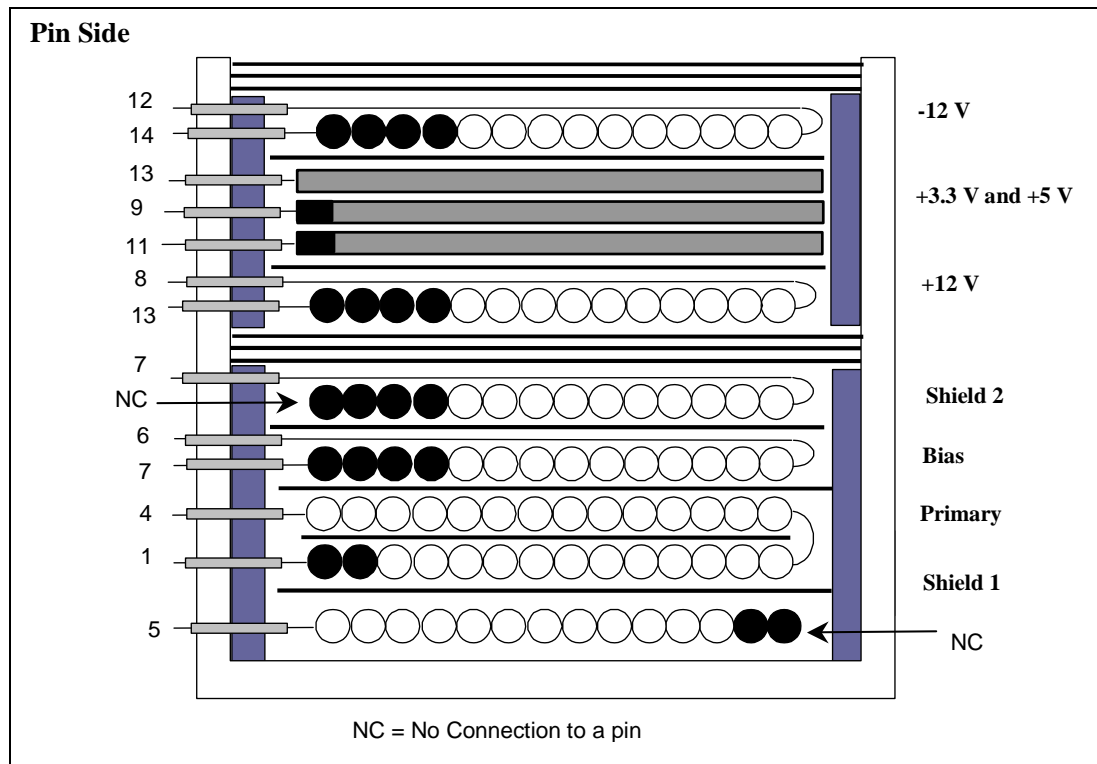 Pin Side
12
-12 V
14
13
+3.3 V and +5 V
9
11
8
+12 V
13
7
NC
Shield 2
6
Bias
7
4
Primary
1
Shield 1
5
NC
NC = No Connection to a pin